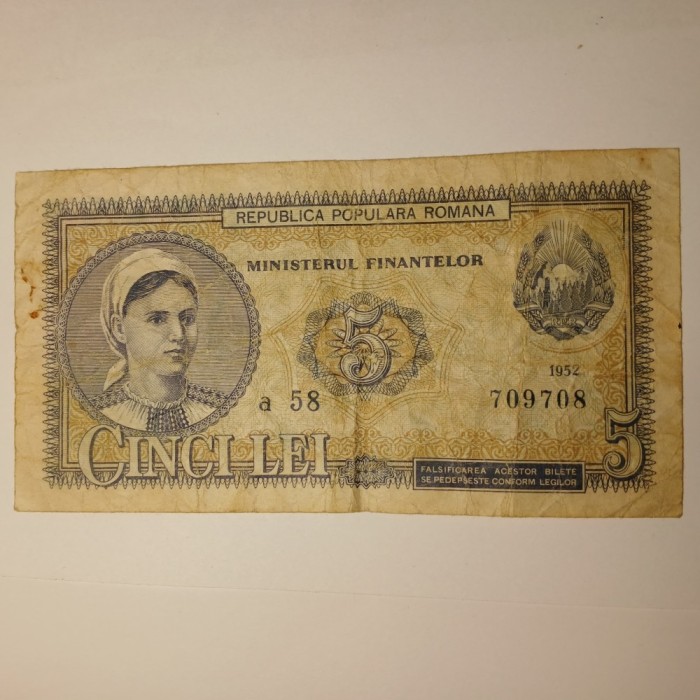 REPUBLICA POPULARA ROMANA
MINISTERUL FINANTELOR
5
1952
a 58
709708
CINCI LEI
5
FALSIFICAREA ACESTOR BILETE
SE PEDEPSESTE CONFORM LEGILOR